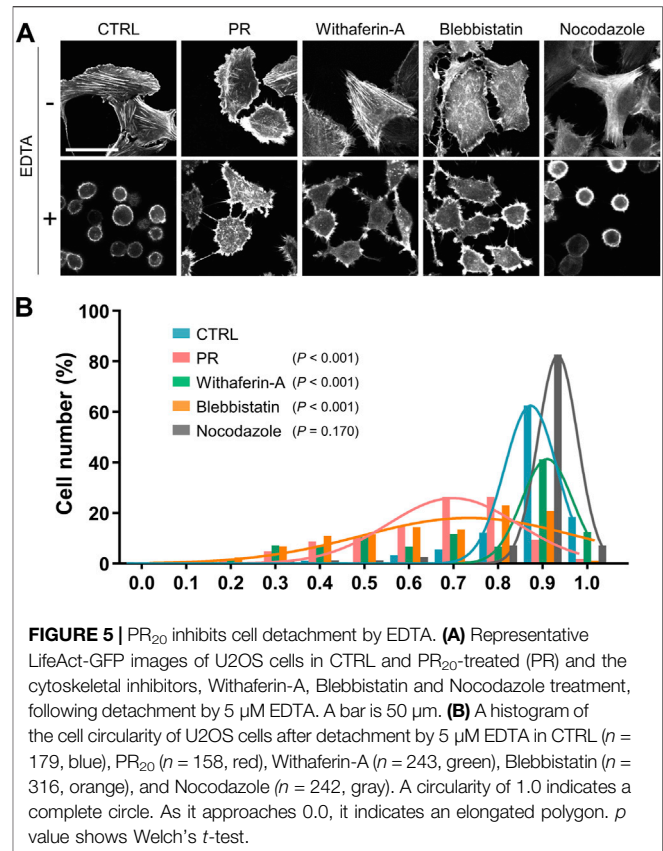 A
CTRL PR Withaferin-A Blebbistatin Nocodazole
EDTA
-
+
B
100
80
60
40
20
0
Cell number (%)
CTRL
PR (P < 0.001)
Withaferin-A (P < 0.001)
Blebbistatin (P < 0.001)
Nocodazole (P = 0.170)
0.0 0.1 0.2 0.3 0.4 0.5 0.6 0.7 0.8 0.9 1.0
FIGURE 5 | PR20 inhibits cell detachment by EDTA. (A) Representative
LifeAct-GFP images of U2OS cells in CTRL and PR20-treated (PR) and the
cytoskeletal inhibitors, Withaferin-A, Blebbistatin and Nocodazole treatment,
following detachment by 5 μM EDTA. A bar is 50 μm. (B) A histogram of
the cell circularity of U2OS cells after detachment by 5 μM EDTA in CTRL (n =
179, blue), PR20 (n = 158, red), Withaferin-A (n = 243, green), Blebbistatin (n =
316, orange), and Nocodazole (n = 242, gray). A circularity of 1.0 indicates a
complete circle. As it approaches 0.0, it indicates an elongated polygon. p
value shows Welch's t-test.